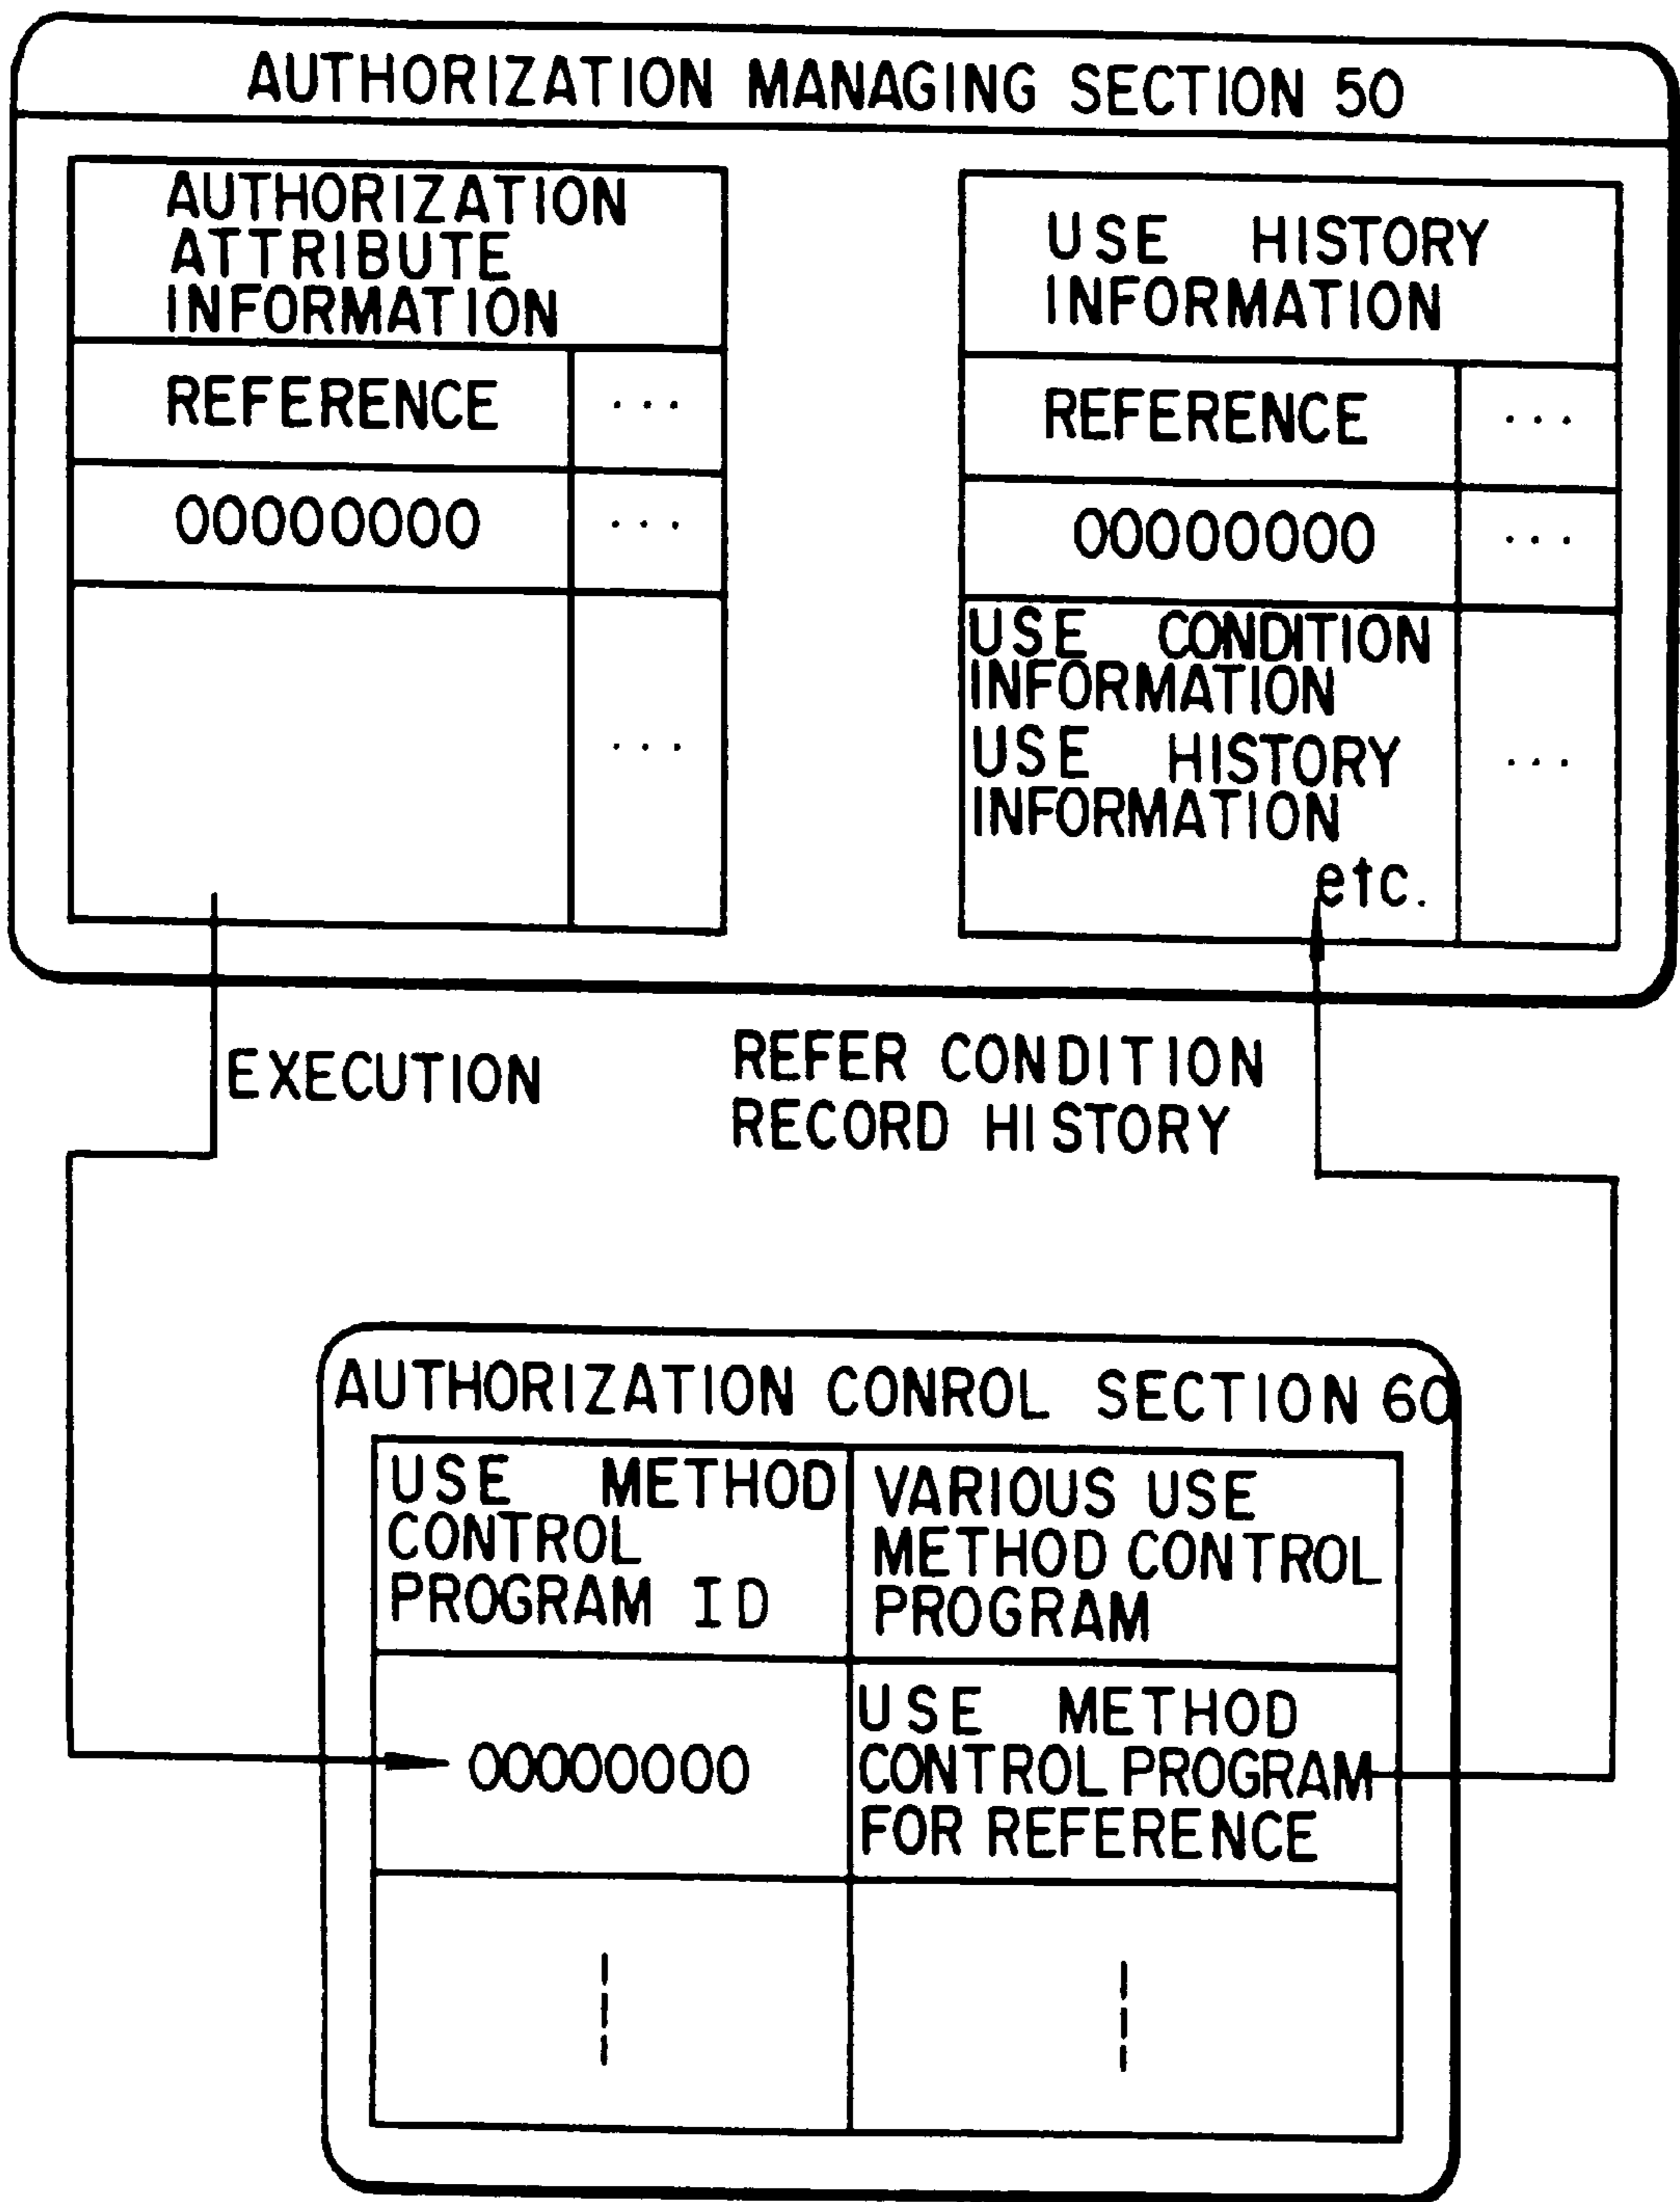 AUTHORIZATION MANAGING SECTION 50
AUTHORIZATION
ATTRIBUTE
INFORMATION
REFERENCE ...
00000000 ...
...
USE HISTORY
INFORMATION
REFERENCE ...
00000000 ...
USE CONDITION
INFORMATION
USE HISTORY
INFORMATION
etc.
...
EXECUTION
REFER CONDITION
RECORD HISTORY
AUTHORIZATION CONROL SECTION 60
USE METHOD
CONTROL
PROGRAM ID
VARIOUS USE
METHOD CONTROL
PROGRAM
00000000
USE METHOD
CONTROL PROGRAM
FOR REFERENCE